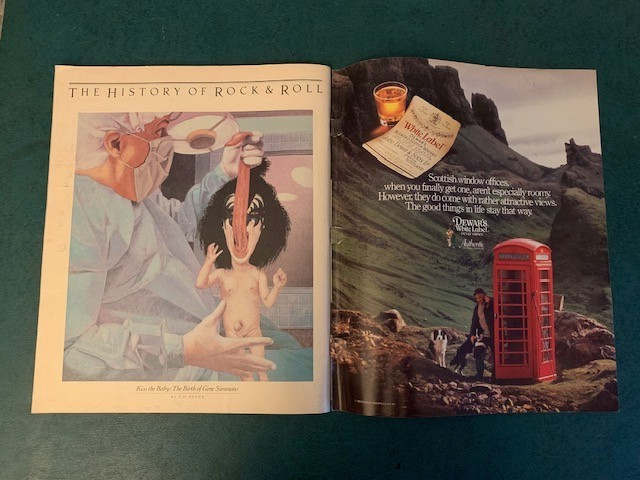 THE HISTORY OF ROCK & ROLL
Kiss the Baby: The Birth of Gene Simmons
White Label
Scottish window offices,
when you finally get one, aren't especially roomy.
However, they do come with rather attractive views.
The good things in life stay that way.
DEWAR'S
White Label
Authentic